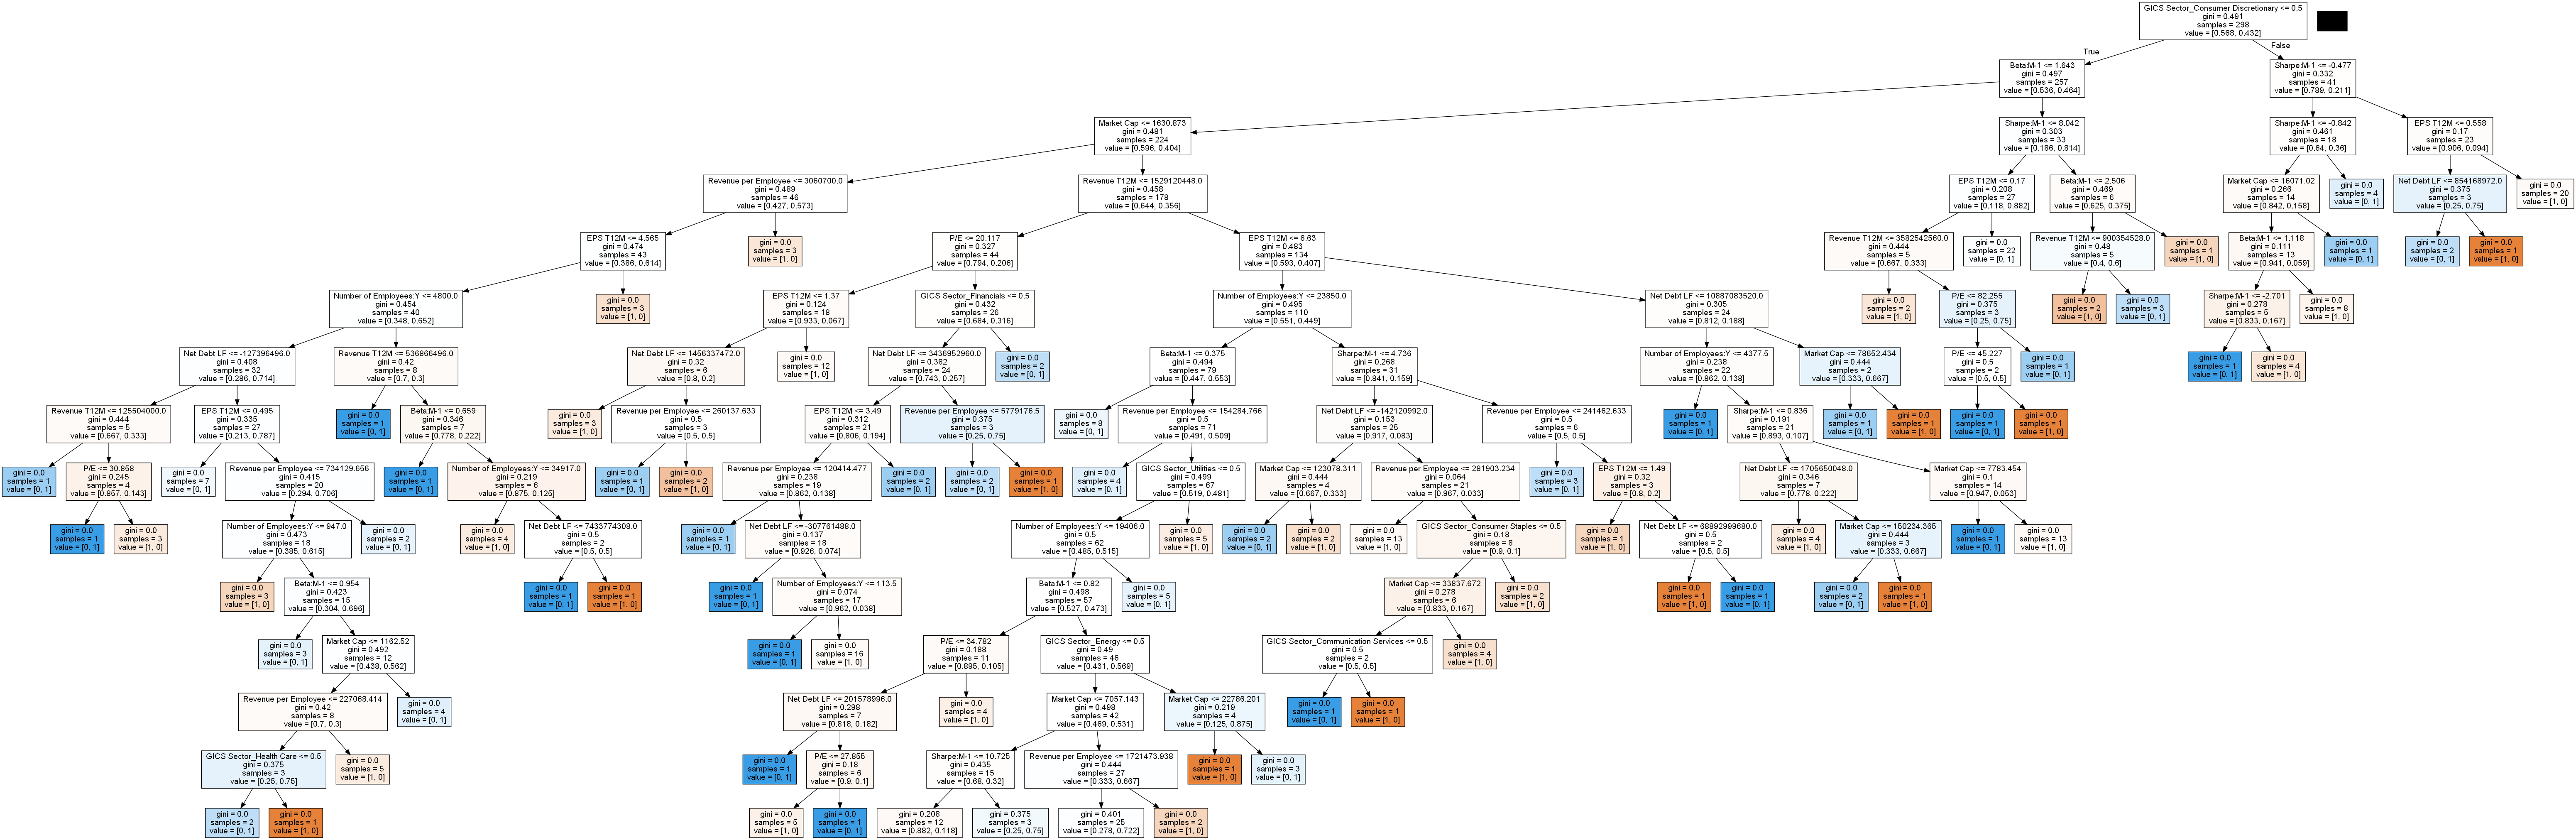 GICS Sector_Consumer Discretionary <= 0.5
gini = 0.491
samples = 298
value = [0.568, 0.432]
True
False
Beta:M-1 <= 1.643
gini = 0.497
samples = 257
value = [0.536, 0.464]
Sharpe:M-1 <= -0.477
gini = 0.332
samples = 41
value = [0.789, 0.211]
Market Cap <= 1630.873
gini = 0.481
samples = 224
value = [0.596, 0.404]
Sharpe:M-1 <= 8.042
gini = 0.303
samples = 33
value = [0.186, 0.814]
Sharpe:M-1 <= -0.842
gini = 0.461
samples = 18
value = [0.64, 0.36]
EPS T12M <= 0.558
gini = 0.17
samples = 23
value = [0.906, 0.094]
Revenue per Employee <= 3060700.0
gini = 0.489
samples = 46
value = [0.427, 0.573]
Revenue T12M <= 1529120448.0
gini = 0.458
samples = 178
value = [0.644, 0.356]
EPS T12M <= 0.17
gini = 0.208
samples = 27
value = [0.118, 0.882]
Beta:M-1 <= 2.506
gini = 0.469
samples = 6
value = [0.625, 0.375]
Market Cap <= 16071.02
gini = 0.266
samples = 14
value = [0.842, 0.158]
gini = 0.0
samples = 4
value = [0, 1]
Net Debt LF <= 854168972.0
gini = 0.375
samples = 3
value = [0.25, 0.75]
gini = 0.0
samples = 20
value = [1, 0]
EPS T12M <= 4.565
gini = 0.474
samples = 43
value = [0.386, 0.614]
gini = 0.0
samples = 3
value = [1, 0]
P/E <= 20.117
gini = 0.327
samples = 44
value = [0.794, 0.206]
EPS T12M <= 6.63
gini = 0.483
samples = 134
value = [0.593, 0.407]
Revenue T12M <= 3582542560.0
gini = 0.444
samples = 5
value = [0.667, 0.333]
gini = 0.0
samples = 22
value = [0, 1]
Revenue T12M <= 900354528.0
gini = 0.48
samples = 5
value = [0.4, 0.6]
gini = 0.0
samples = 1
value = [1, 0]
Beta:M-1 <= 1.118
gini = 0.111
samples = 13
value = [0.941, 0.059]
gini = 0.0
samples = 1
value = [0, 1]
gini = 0.0
samples = 2
value = [0, 1]
gini = 0.0
samples = 1
value = [1, 0]
Number of Employees:Y <= 4800.0
gini = 0.454
samples = 40
value = [0.348, 0.652]
gini = 0.0
samples = 3
value = [1, 0]
EPS T12M <= 1.37
gini = 0.124
samples = 18
value = [0.933, 0.067]
GICS Sector_Financials <= 0.5
gini = 0.432
samples = 26
value = [0.684, 0.316]
Number of Employees:Y <= 23850.0
gini = 0.495
samples = 110
value = [0.551, 0.449]
Net Debt LF <= 10887083520.0
gini = 0.305
samples = 24
value = [0.812, 0.188]
gini = 0.0
samples = 2
value = [1, 0]
P/E <= 82.255
gini = 0.375
samples = 3
value = [0.25, 0.75]
gini = 0.0
samples = 2
value = [1, 0]
gini = 0.0
samples = 3
value = [0, 1]
Sharpe:M-1 <= -2.701
gini = 0.278
samples = 5
value = [0.833, 0.167]
gini = 0.0
samples = 8
value = [1, 0]
Net Debt LF <= -127396496.0
gini = 0.408
samples = 32
value = [0.286, 0.714]
Revenue T12M <= 536866496.0
gini = 0.42
samples = 8
value = [0.7, 0.3]
Net Debt LF <= 1456337472.0
gini = 0.32
samples = 6
value = [0.8, 0.2]
gini = 0.0
samples = 12
value = [1, 0]
Net Debt LF <= 3436952960.0
gini = 0.382
samples = 24
value = [0.743, 0.257]
gini = 0.0
samples = 2
value = [0, 1]
Beta:M-1 <= 0.375
gini = 0.494
samples = 79
value = [0.447, 0.553]
Sharpe:M-1 <= 4.736
gini = 0.268
samples = 31
value = [0.841, 0.159]
Number of Employees:Y <= 4377.5
gini = 0.238
samples = 22
value = [0.862, 0.138]
Market Cap <= 78652.434
gini = 0.444
samples = 2
value = [0.333, 0.667]
P/E <= 45.227
gini = 0.5
samples = 2
value = [0.5, 0.5]
gini = 0.0
samples = 1
value = [0, 1]
gini = 0.0
samples = 1
value = [0, 1]
gini = 0.0
samples = 4
value = [1, 0]
Revenue T12M <= 125504000.0
gini = 0.444
samples = 5
value = [0.667, 0.333]
EPS T12M <= 0.495
gini = 0.335
samples = 27
value = [0.213, 0.787]
gini = 0.0
samples = 1
value = [0, 1]
Beta:M-1 <= 0.659
gini = 0.346
samples = 7
value = [0.778, 0.222]
gini = 0.0
samples = 3
value = [1, 0]
Revenue per Employee <= 260137.633
gini = 0.5
samples = 3
value = [0.5, 0.5]
EPS T12M <= 3.49
gini = 0.312
samples = 21
value = [0.806, 0.194]
Revenue per Employee <= 5779176.5
gini = 0.375
samples = 3
value = [0.25, 0.75]
gini = 0.0
samples = 8
value = [0, 1]
Revenue per Employee <= 154284.766
gini = 0.5
samples = 71
value = [0.491, 0.509]
Net Debt LF <= -142120992.0
gini = 0.153
samples = 25
value = [0.917, 0.083]
Revenue per Employee <= 241462.633
gini = 0.5
samples = 6
value = [0.5, 0.5]
gini = 0.0
samples = 1
value = [0, 1]
Sharpe:M-1 <= 0.836
gini = 0.191
samples = 21
value = [0.893, 0.107]
gini = 0.0
samples = 1
value = [0, 1]
gini = 0.0
samples = 1
value = [1, 0]
gini = 0.0
samples = 1
value = [0, 1]
gini = 0.0
samples = 1
value = [1, 0]
gini = 0.0
samples = 1
value = [0, 1]
P/E <= 30.858
gini = 0.245
samples = 4
value = [0.857, 0.143]
gini = 0.0
samples = 7
value = [0, 1]
Revenue per Employee <= 734129.656
gini = 0.415
samples = 20
value = [0.294, 0.706]
gini = 0.0
samples = 1
value = [0, 1]
Number of Employees:Y <= 34917.0
gini = 0.219
samples = 6
value = [0.875, 0.125]
gini = 0.0
samples = 1
value = [0, 1]
gini = 0.0
samples = 2
value = [1, 0]
Revenue per Employee <= 120414.477
gini = 0.238
samples = 19
value = [0.862, 0.138]
gini = 0.0
samples = 2
value = [0, 1]
gini = 0.0
samples = 2
value = [0, 1]
gini = 0.0
samples = 1
value = [1, 0]
gini = 0.0
samples = 4
value = [0, 1]
GICS Sector_Utilities <= 0.5
gini = 0.499
samples = 67
value = [0.519, 0.481]
Market Cap <= 123078.311
gini = 0.444
samples = 4
value = [0.667, 0.333]
Revenue per Employee <= 281903.234
gini = 0.064
samples = 21
value = [0.967, 0.033]
gini = 0.0
samples = 3
value = [0, 1]
EPS T12M <= 1.49
gini = 0.32
samples = 3
value = [0.8, 0.2]
Net Debt LF <= 1705650048.0
gini = 0.346
samples = 7
value = [0.778, 0.222]
Market Cap <= 7783.454
gini = 0.1
samples = 14
value = [0.947, 0.053]
gini = 0.0
samples = 1
value = [0, 1]
gini = 0.0
samples = 3
value = [1, 0]
Number of Employees:Y <= 947.0
gini = 0.473
samples = 18
value = [0.385, 0.615]
gini = 0.0
samples = 2
value = [0, 1]
gini = 0.0
samples = 4
value = [1, 0]
Net Debt LF <= 7433774308.0
gini = 0.5
samples = 2
value = [0.5, 0.5]
gini = 0.0
samples = 1
value = [0, 1]
Net Debt LF <= -307761488.0
gini = 0.137
samples = 18
value = [0.926, 0.074]
Number of Employees:Y <= 19406.0
gini = 0.5
samples = 62
value = [0.485, 0.515]
gini = 0.0
samples = 5
value = [1, 0]
gini = 0.0
samples = 2
value = [0, 1]
gini = 0.0
samples = 2
value = [1, 0]
gini = 0.0
samples = 13
value = [1, 0]
GICS Sector_Consumer Staples <= 0.5
gini = 0.18
samples = 8
value = [0.9, 0.1]
gini = 0.0
samples = 1
value = [1, 0]
Net Debt LF <= 68892999680.0
gini = 0.5
samples = 2
value = [0.5, 0.5]
gini = 0.0
samples = 4
value = [1, 0]
Market Cap <= 150234.365
gini = 0.444
samples = 3
value = [0.333, 0.667]
gini = 0.0
samples = 1
value = [0, 1]
gini = 0.0
samples = 13
value = [1, 0]
gini = 0.0
samples = 3
value = [1, 0]
Beta:M-1 <= 0.954
gini = 0.423
samples = 15
value = [0.304, 0.696]
gini = 0.0
samples = 1
value = [0, 1]
gini = 0.0
samples = 1
value = [1, 0]
gini = 0.0
samples = 1
value = [0, 1]
Number of Employees:Y <= 113.5
gini = 0.074
samples = 17
value = [0.962, 0.038]
Beta:M-1 <= 0.82
gini = 0.498
samples = 57
value = [0.527, 0.473]
gini = 0.0
samples = 5
value = [0, 1]
Market Cap <= 33837.672
gini = 0.278
samples = 6
value = [0.833, 0.167]
gini = 0.0
samples = 2
value = [1, 0]
gini = 0.0
samples = 1
value = [1, 0]
gini = 0.0
samples = 1
value = [0, 1]
gini = 0.0
samples = 2
value = [0, 1]
gini = 0.0
samples = 1
value = [1, 0]
gini = 0.0
samples = 3
value = [0, 1]
Market Cap <= 1162.52
gini = 0.492
samples = 12
value = [0.438, 0.562]
gini = 0.0
samples = 1
value = [0, 1]
gini = 0.0
samples = 16
value = [1, 0]
P/E <= 34.782
gini = 0.188
samples = 11
value = [0.895, 0.105]
GICS Sector_Energy <= 0.5
gini = 0.49
samples = 46
value = [0.431, 0.569]
GICS Sector_Communication Services <= 0.5
gini = 0.5
samples = 2
value = [0.5, 0.5]
gini = 0.0
samples = 4
value = [1, 0]
Revenue per Employee <= 227068.414
gini = 0.42
samples = 8
value = [0.7, 0.3]
gini = 0.0
samples = 4
value = [0, 1]
Net Debt LF <= 201578996.0
gini = 0.298
samples = 7
value = [0.818, 0.182]
gini = 0.0
samples = 4
value = [1, 0]
Market Cap <= 7057.143
gini = 0.498
samples = 42
value = [0.469, 0.531]
Market Cap <= 22786.201
gini = 0.219
samples = 4
value = [0.125, 0.875]
gini = 0.0
samples = 1
value = [0, 1]
gini = 0.0
samples = 1
value = [1, 0]
GICS Sector_Health Care <= 0.5
gini = 0.375
samples = 3
value = [0.25, 0.75]
gini = 0.0
samples = 5
value = [1, 0]
gini = 0.0
samples = 1
value = [0, 1]
P/E <= 27.855
gini = 0.18
samples = 6
value = [0.9, 0.1]
Sharpe:M-1 <= 10.725
gini = 0.435
samples = 15
value = [0.68, 0.32]
Revenue per Employee <= 1721473.938
gini = 0.444
samples = 27
value = [0.333, 0.667]
gini = 0.0
samples = 1
value = [1, 0]
gini = 0.0
samples = 3
value = [0, 1]
gini = 0.0
samples = 2
value = [0, 1]
gini = 0.0
samples = 1
value = [1, 0]
gini = 0.0
samples = 5
value = [1, 0]
gini = 0.0
samples = 1
value = [0, 1]
gini = 0.208
samples = 12
value = [0.882, 0.118]
gini = 0.375
samples = 3
value = [0.25, 0.75]
gini = 0.401
samples = 25
value = [0.278, 0.722]
gini = 0.0
samples = 2
value = [1, 0]